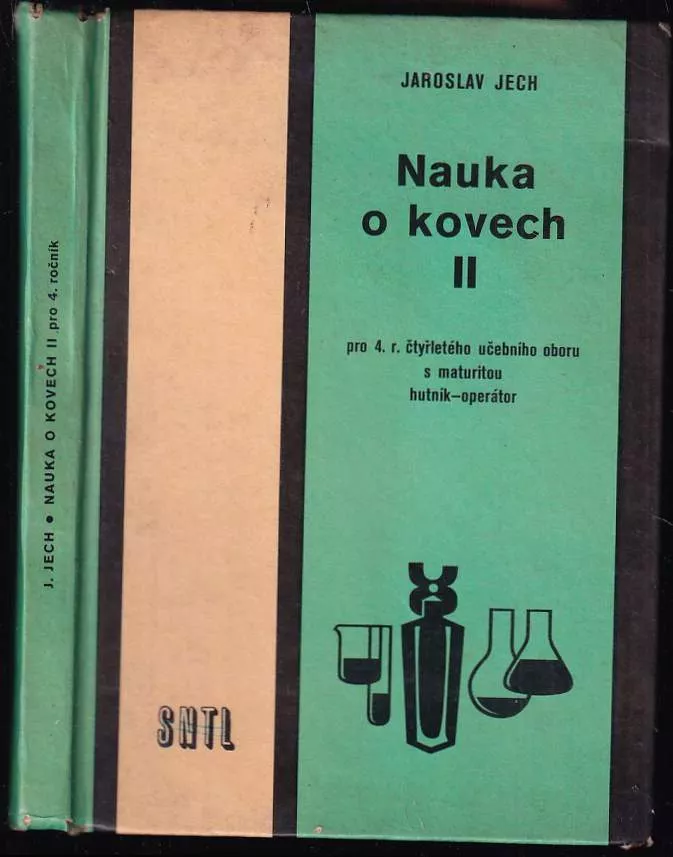 J. JECH • NAUKA O KOVECH II pro 4. ročník
JAROSLAV JECH
Nauka
o kovech
II
pro 4. r. čtyřletého učebního oboru
s maturitou
hutník–operátor
SNTL